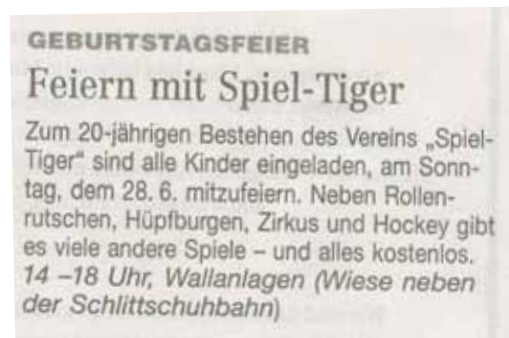 GEBURTSTAGSFEIER
Feiern mit Spiel-Tiger
Zum 20-jährigen Bestehen des Vereins „Spiel-
Tiger“ sind alle Kinder eingeladen, am Sonn-
tag, dem 28. 6. mitzufeiern. Neben Rollen-
rutschen, Hüpfburgen, Zirkus und Hockey gibt
es viele andere Spiele – und alles kostenlos.
14 –18 Uhr, Wallanlagen (Wiese neben
der Schlittschuhbahn)